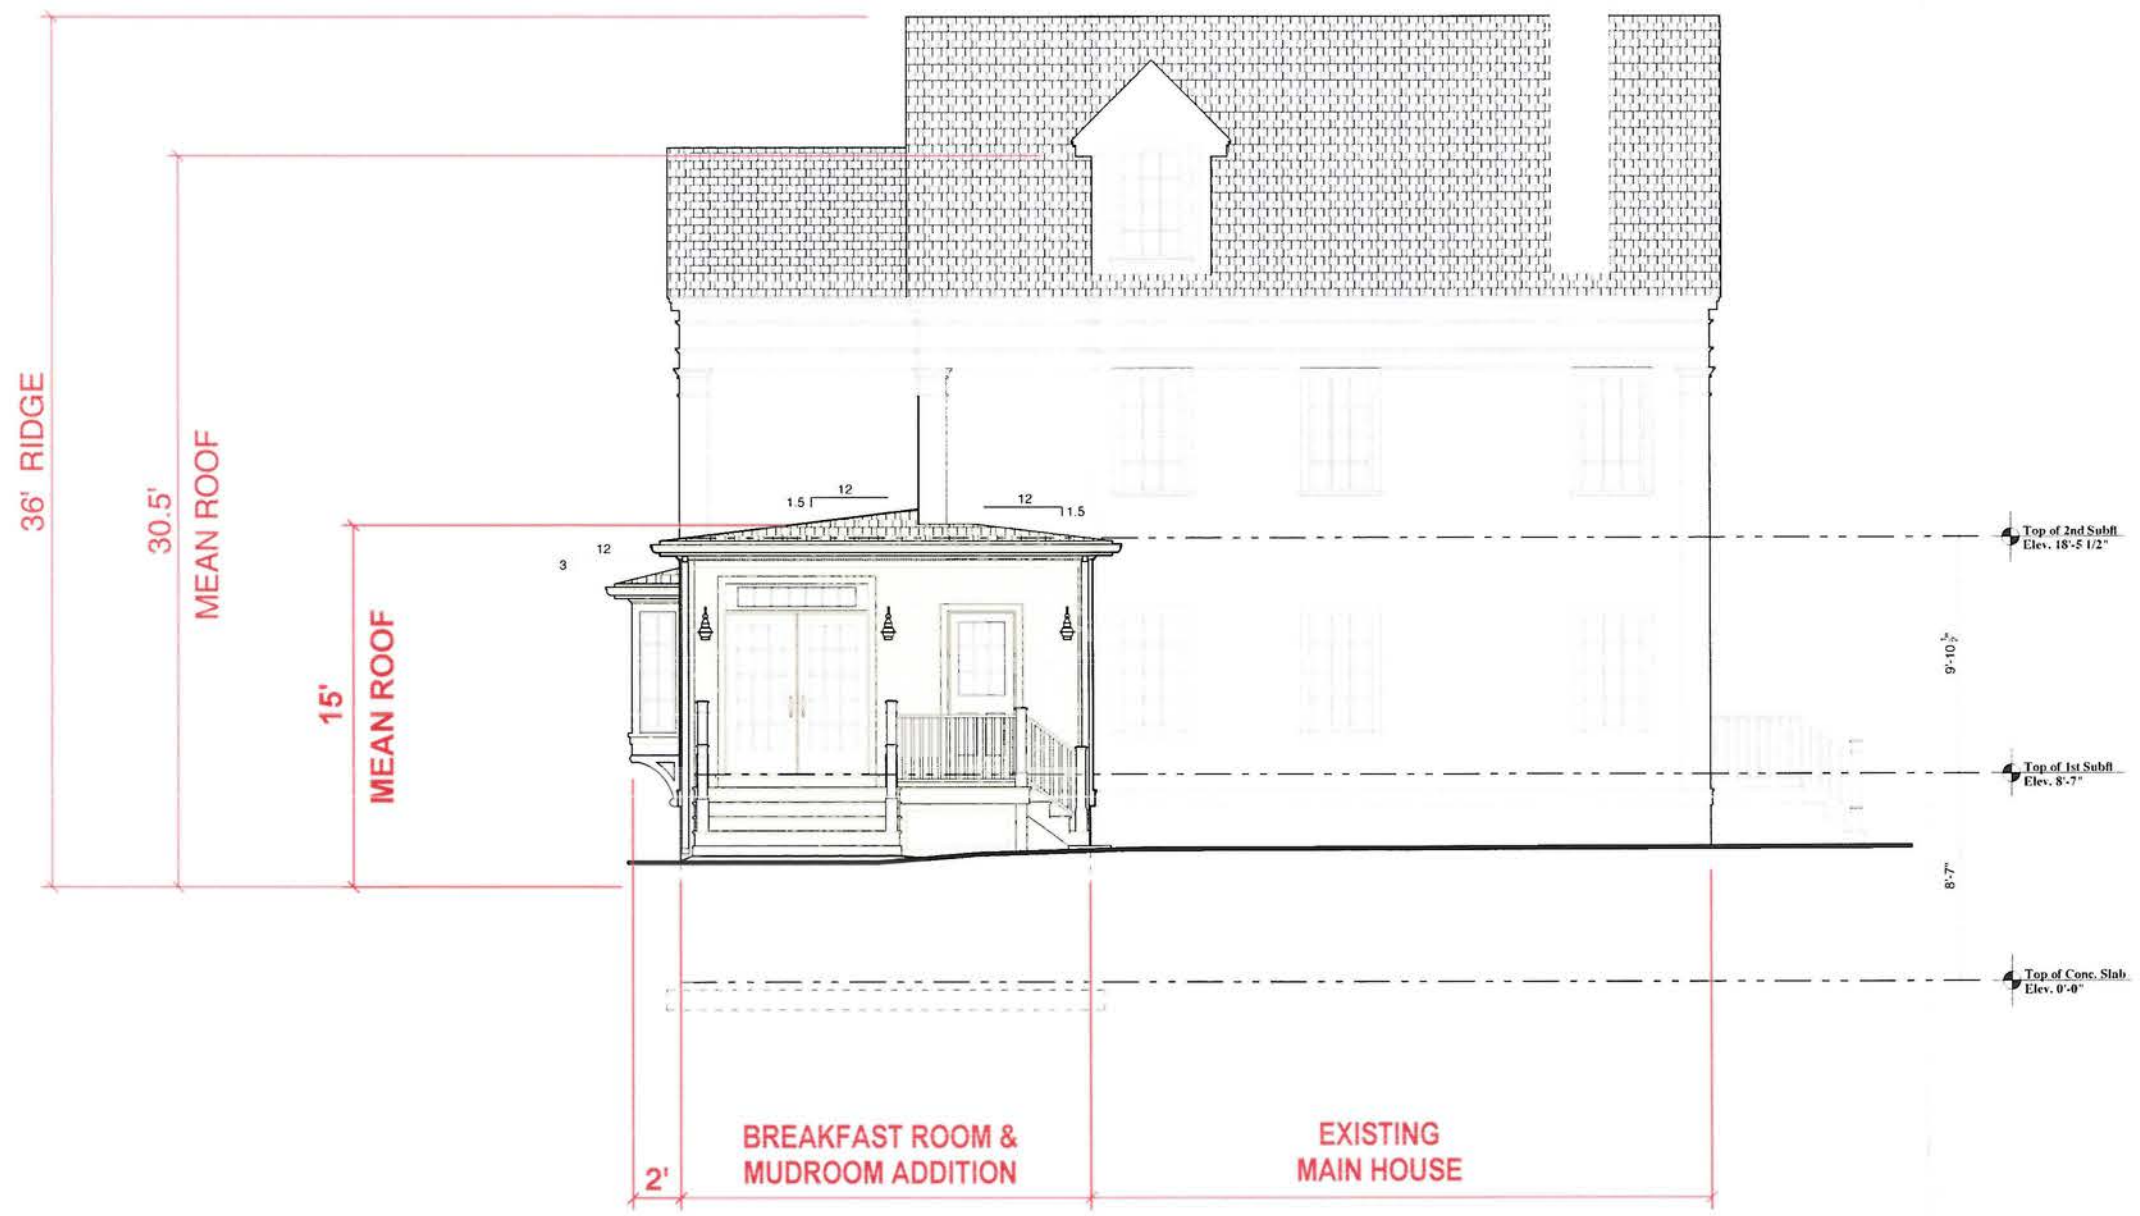 36' RIDGE
30.5'
MEAN ROOF
15'
MEAN ROOF
12
1.5
12
1.5
12
3
Top of 2nd Subfl
Elev. 18'-5 1/2"
9'-10 1/2"
Top of 1st Subfl
Elev. 8'-7"
8'-7"
Top of Conc. Slab
Elev. 0'-0"
2'
BREAKFAST ROOM &
MUDROOM ADDITION
EXISTING
MAIN HOUSE